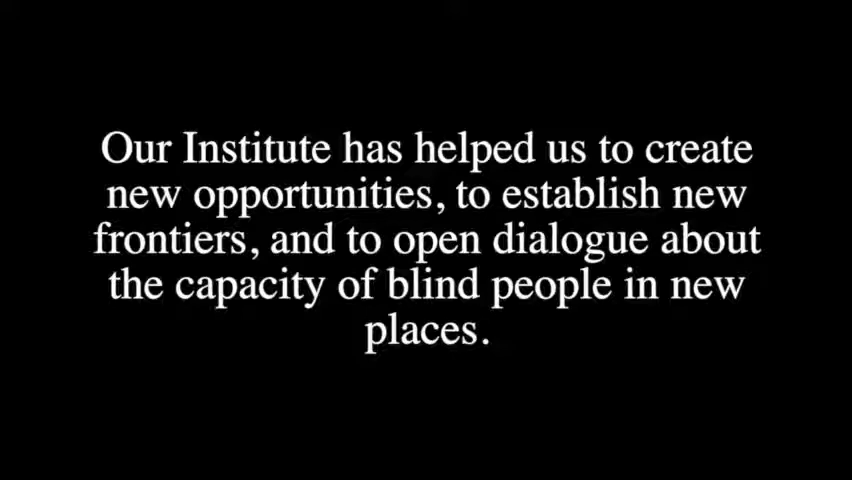 Our Institute has helped us to create
new opportunities, to establish new
frontiers, and to open dialogue about
the capacity of blind people in new
places.